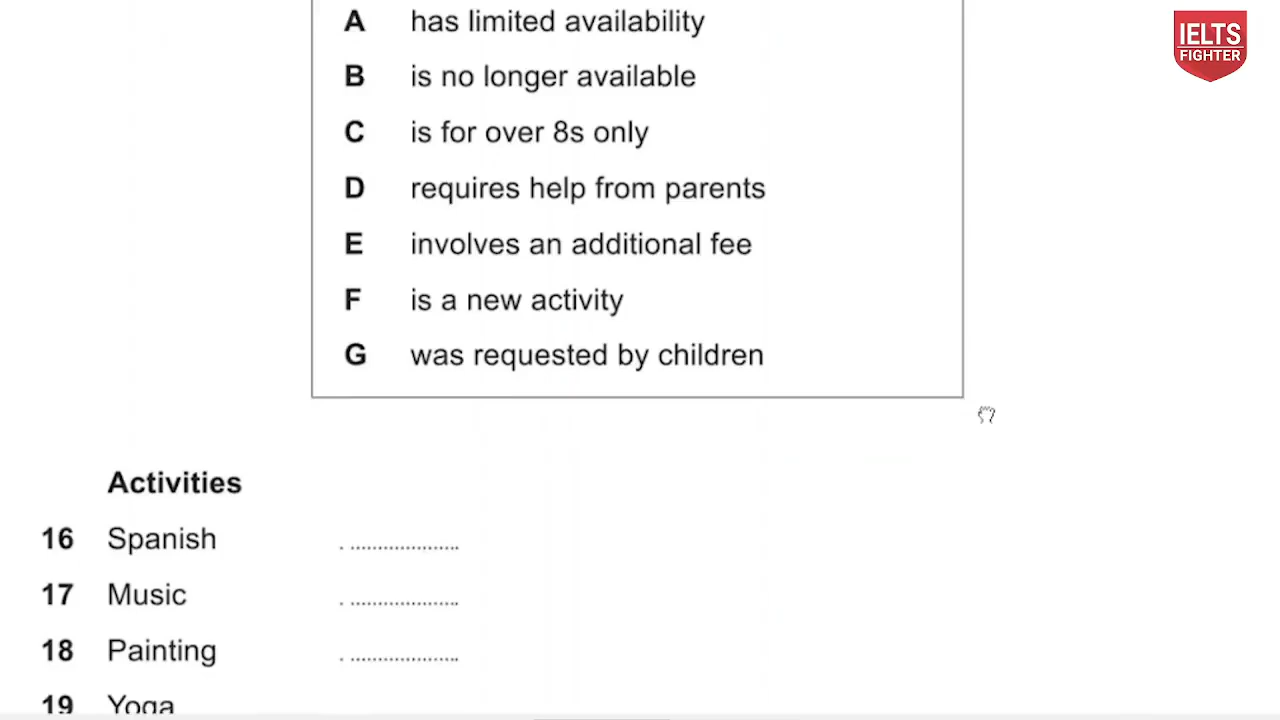 IELTS
FIGHTER
A has limited availability
B is no longer available
C is for over 8s only
D requires help from parents
E involves an additional fee
F is a new activity
G was requested by children
Activities
16 Spanish . .....................
17 Music . .....................
18 Painting . .....................
19 Yoga